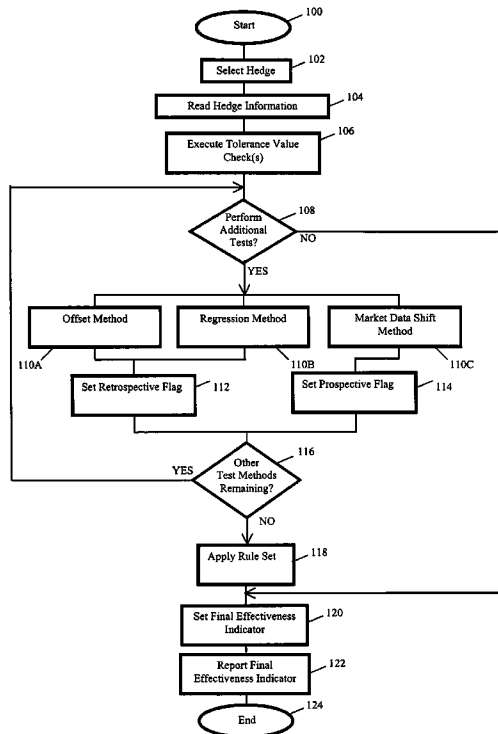 100
Start
102
Select Hedge
104
Read Hedge Information
106
Execute Tolerance Value
Check(s)
108
Perform
Additional
Tests?
NO
YES
Offset Method
Regression Method
Market Data Shift
Method
110A
110B
110C
Set Retrospective Flag
112
Set Prospective Flag
114
116
YES
Other
Test Methods
Remaining?
NO
Apply Rule Set
118
Set Final Effectiveness
Indicator
120
Report Final
Effectiveness Indicator
122
124
End